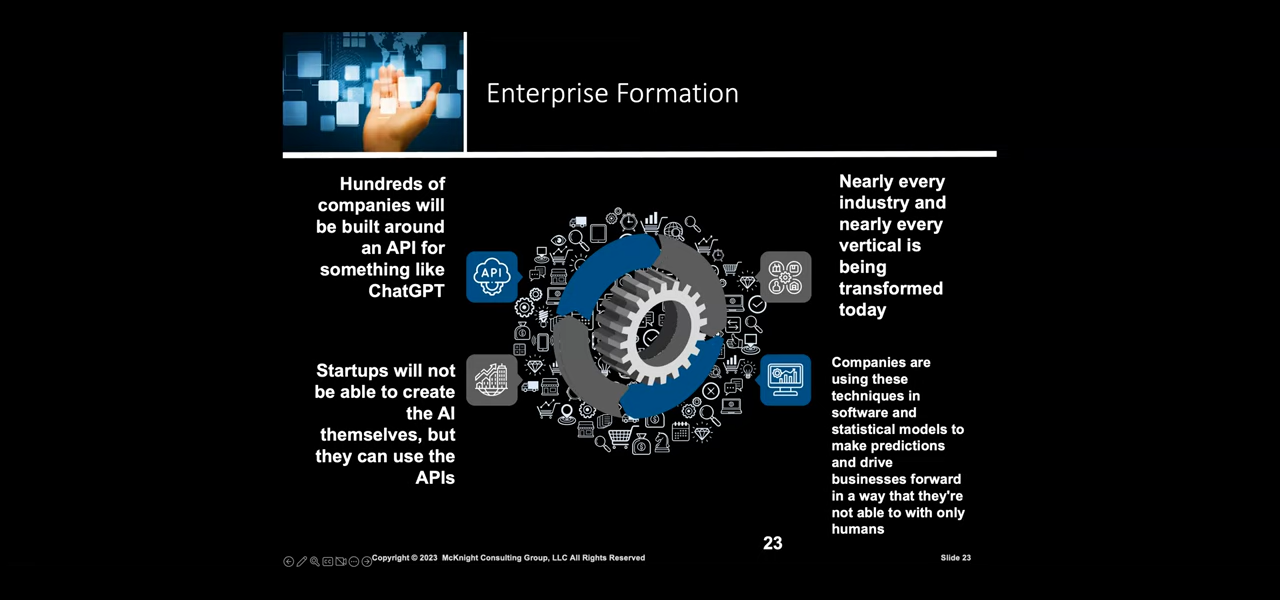 Enterprise Formation
Hundreds of
companies will
be built around
an API for
something like
ChatGPT
API
Nearly every
industry and
nearly every
vertical is
being
transformed
today
Startups will not
be able to create
the AI
themselves, but
they can use the
APIs
Companies are
using these
techniques in
software and
statistical models to
make predictions
and drive
businesses forward
in a way that they're
not able to with only
humans
23
Copyright © 2023 McKnight Consulting Group, LLC All Rights Reserved
Slide 23